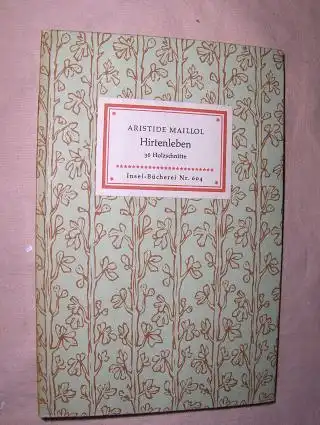 ARISTIDE MAILLOL
Hirtenleben
36 Holzschnitte
Insel-Bücherei Nr. 604